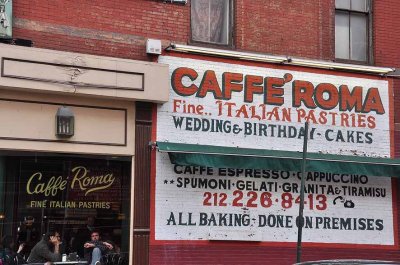 CAFFE' ROMA
Fine.. ITALIAN PASTRIES
WEDDING & BIRTHDAY · CAKES
CAFFE ESPRESSO · CAPPUCCINO
**SPUMONI · GELATI · GRANITA & TIRAMISU
212 226·8413
ALL BAKING · DONE ON PREMISES
Caffé Roma
FINE ITALIAN PASTRIES